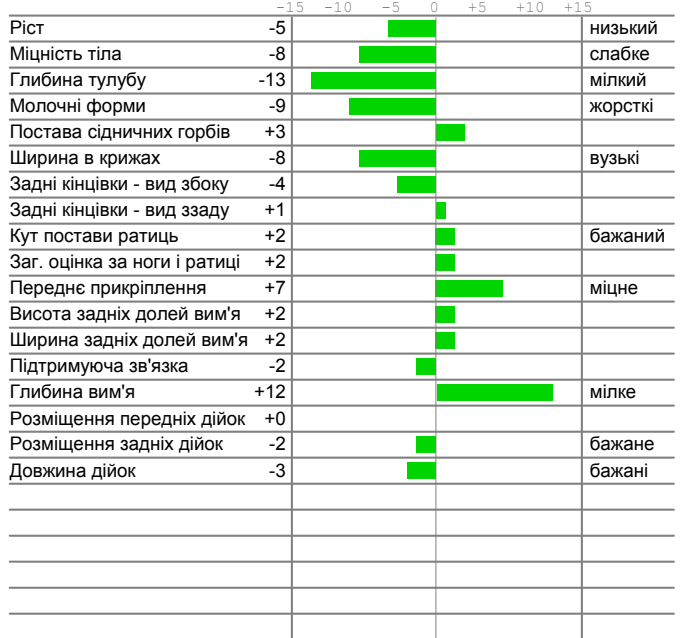 -15 -10 -5 0 +5 +10 +15
Ріст -5 низький
Міцність тіла -8 слабке
Глибина тулубу -13 мілкий
Молочні форми -9 жорсткі
Постава сідничних горбів +3
Ширина в крижах -8 вузькі
Задні кінцівки - вид збоку -4
Задні кінцівки - вид ззаду +1
Кут постави ратиць +2 бажаний
Заг. оцінка за ноги і ратиці +2
Переднє прикріплення +7 міцне
Висота задніх долей вим'я +2
Ширина задніх долей вим'я +2
Підтримуюча зв'язка -2
Глибина вим'я +12 мілке
Розміщення передніх дійок +0
Розміщення задніх дійок -2 бажане
Довжина дійок -3 бажані